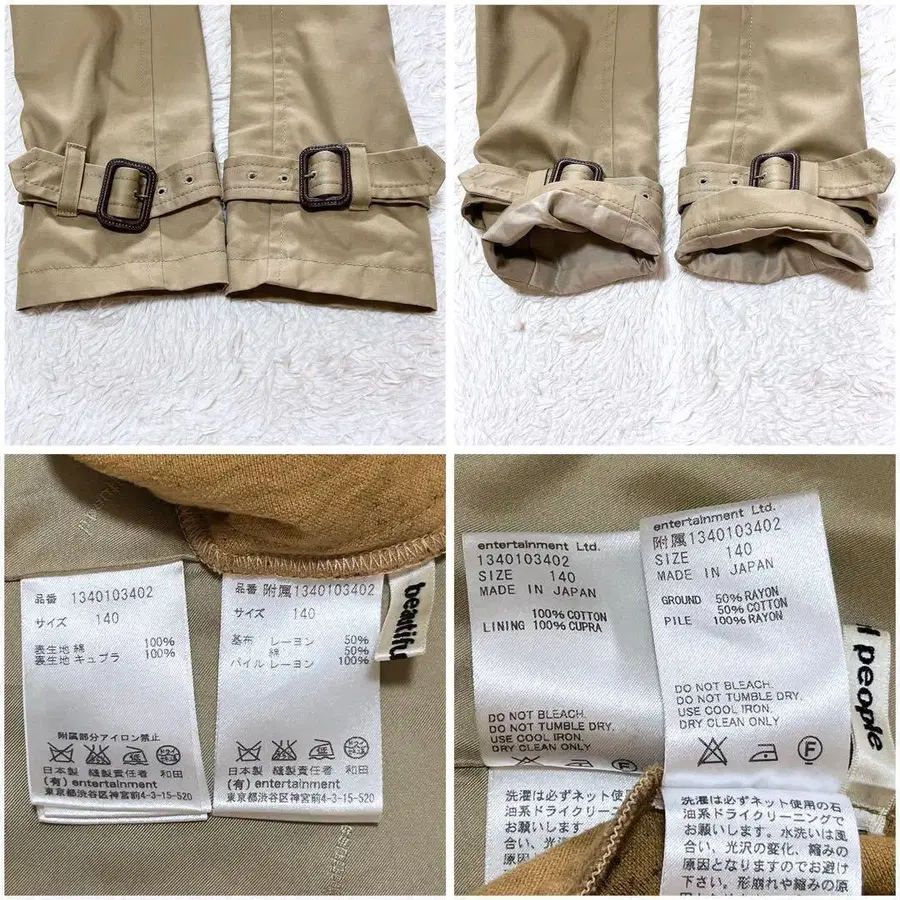 品番 1340103402
サイズ 140
表生地 綿 100%
裏生地 キュプラ 100%
附属部分アイロン禁止
日本製 縫製責任者 和田
(有) entertainment
東京都渋谷区神宮前4-3-15-520
品番 附属1340103402
サイズ 140
基布 レーヨン 50%
綿 50%
パイル レーヨン 100%
日本製 縫製責任者 和田
(有) entertainment
東京都渋谷区神宮前4-3-15-520
beautiful
entertainment Ltd.
1340103402
SIZE 140
MADE IN JAPAN
100% COTTON
LINING 100% CUPRA
DO NOT BLEACH.
DO NOT TUMBLE DRY.
USE COOL IRON.
DRY CLEAN ONLY
F
entertainment Ltd.
附属1340103402
SIZE 140
MADE IN JAPAN
GROUND 50% RAYON
50% COTTON
PILE 100% RAYON
DO NOT BLEACH.
DO NOT TUMBLE DRY.
USE COOL IRON.
DRY CLEAN ONLY
F
people
洗濯は必ずネット使用の石
油系ドライクリーニングで
お願いします。水洗いは風
合い、光沢の変化、縮みの
原因となりますのでお避け
下さい。形崩れや縮みの原